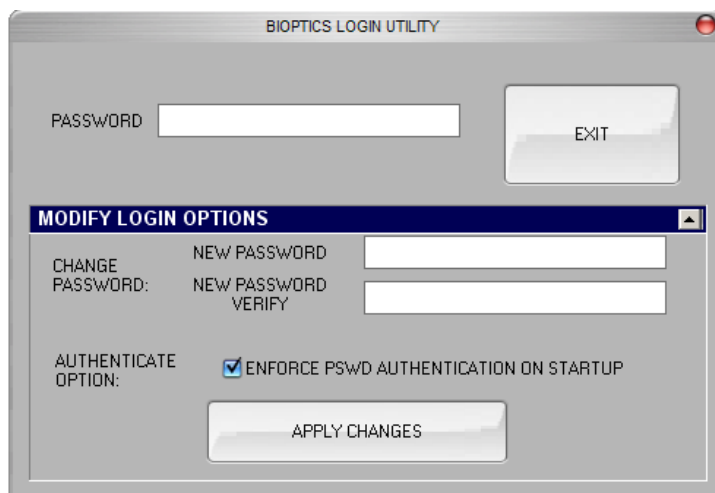 BIOPTICS LOGIN UTILITY
PASSWORD
EXIT
MODIFY LOGIN OPTIONS
CHANGE
PASSWORD:
NEW PASSWORD
NEW PASSWORD
VERIFY
AUTHENTICATE
OPTION:
ENFORCE PSWD AUTHENTICATION ON STARTUP
APPLY CHANGES